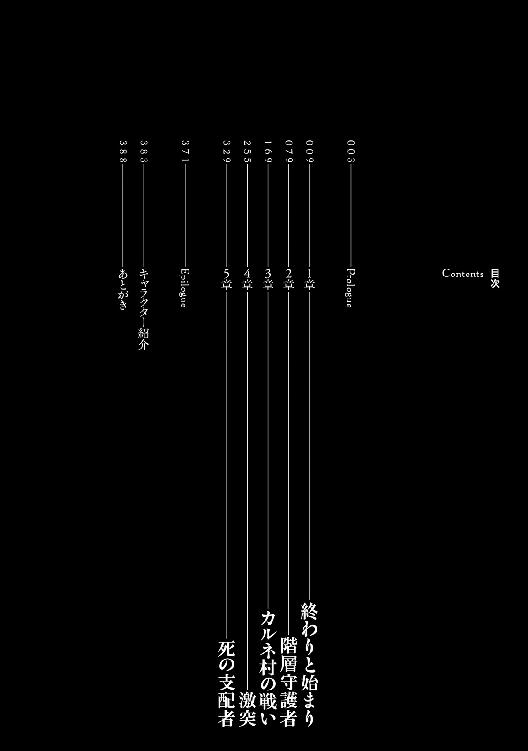 目次
Contents
003 Prologue
009 1章 終わりと始まり
079 2章 階層守護者
169 3章 カルネ村の戦い
255 4章 激突
329 5章 死の支配者
371 Epilogue
383 キャラクター紹介
388 あとがき